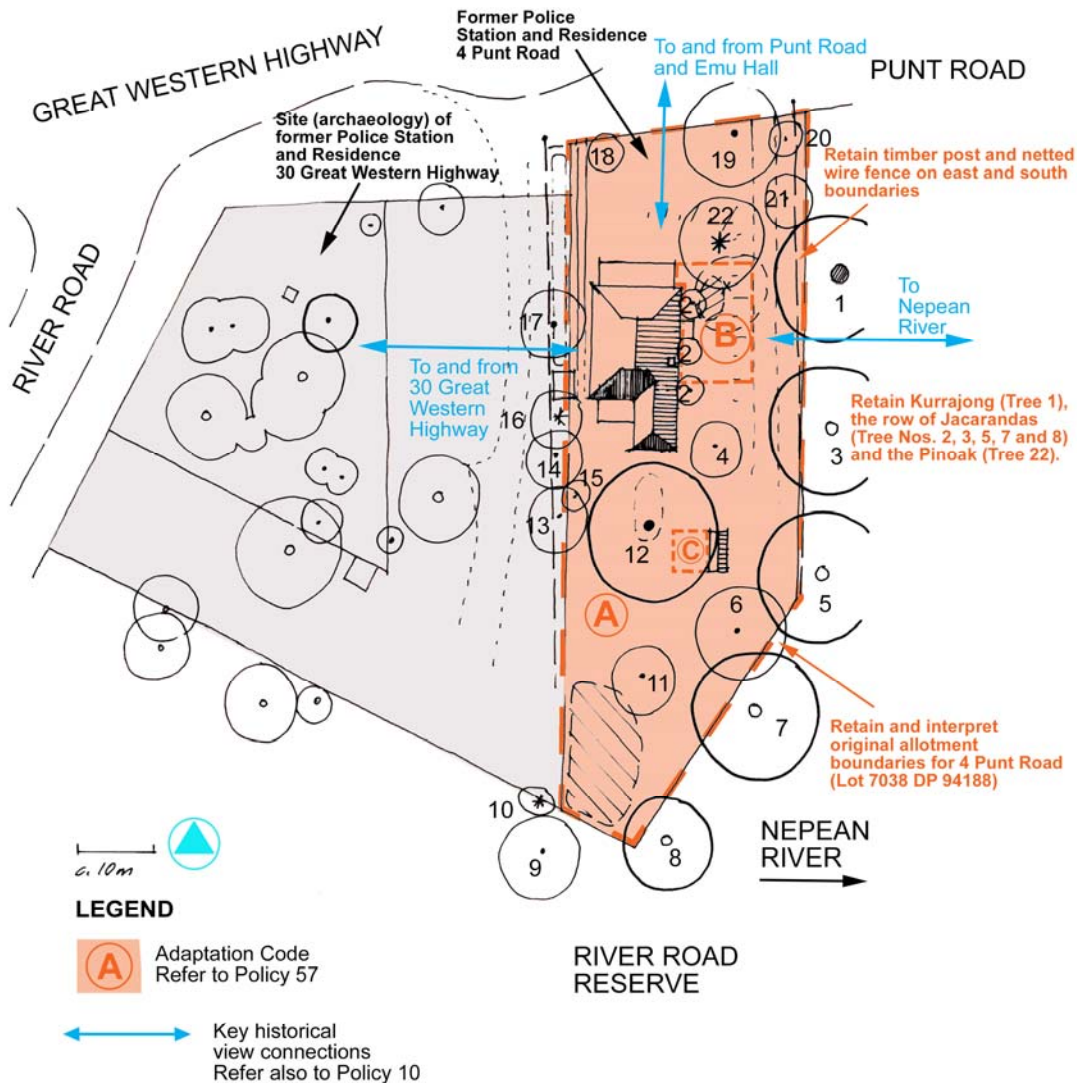 GREAT WESTERN HIGHWAY
Former Police
Station and Residence
4 Punt Road
To and from Punt Road
and Emu Hall
PUNT ROAD
Site (archaeology) of
former Police Station
and Residence
30 Great Western Highway
RIVER ROAD
18
19
20
Retain timber post and netted
wire fence on east and south
boundaries
21
22
1
To
Nepean
River
17
2
B
2
2
To and from
30 Great
Western
Highway
Retain Kurrajong (Tree 1),
the row of Jacarandas
(Tree Nos. 2, 3, 5, 7 and 8)
and the Pinoak (Tree 22).
16
3
14
4
15
13
12
C
A
6
5
11
7
Retain and interpret
original allotment
boundaries for 4 Punt Road
(Lot 7038 DP 94188)
10
9
8
NEPEAN
RIVER
c. 10m
LEGEND
A
Adaptation Code
Refer to Policy 57
RIVER ROAD
RESERVE
Key historical
view connections
Refer also to Policy 10